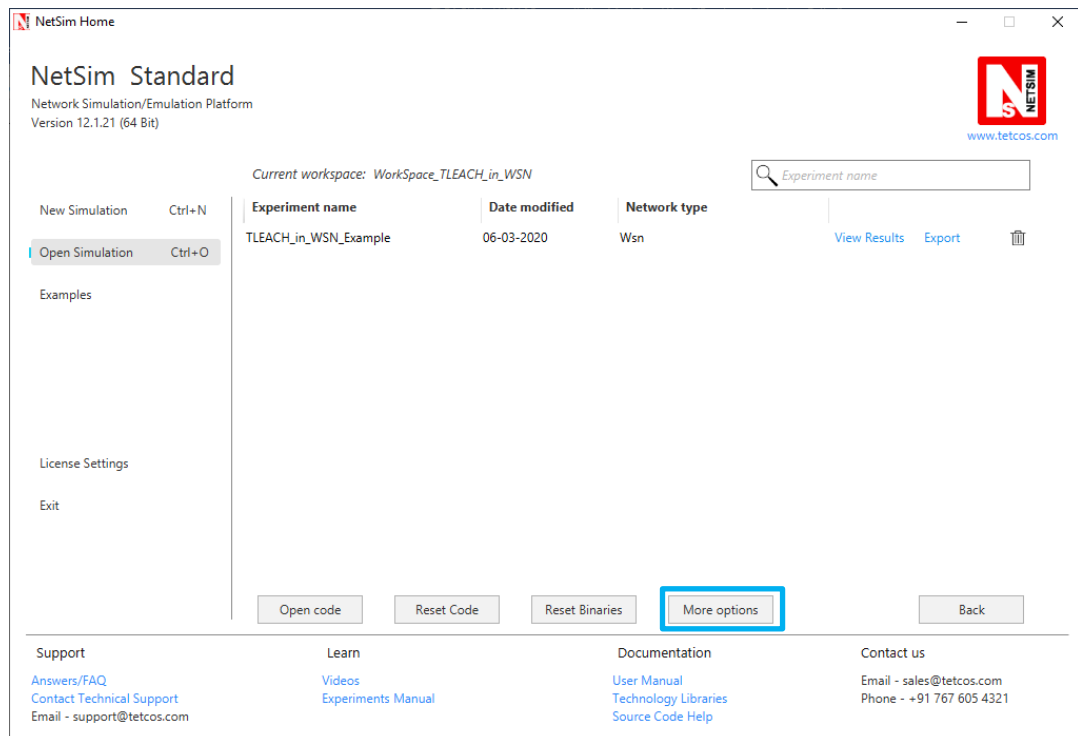 NetSim Home
NetSim Standard
Network Simulation/Emulation Platform
Version 12.1.21 (64 Bit)
NETSIM
NS
www.tetcos.com
Current workspace: WorkSpace_TLEACH_in_WSN
Experiment name
New Simulation Ctrl+N
Open Simulation Ctrl+O
Examples
License Settings
Exit
Experiment name Date modified Network type
TLEACH_in_WSN_Example 06-03-2020 Wsn View Results Export
Open code Reset Code Reset Binaries More options Back
Support
Answers/FAQ
Contact Technical Support
Email - support@tetcos.com
Learn
Videos
Experiments Manual
Documentation
User Manual
Technology Libraries
Source Code Help
Contact us
Email - sales@tetcos.com
Phone - +91 767 605 4321